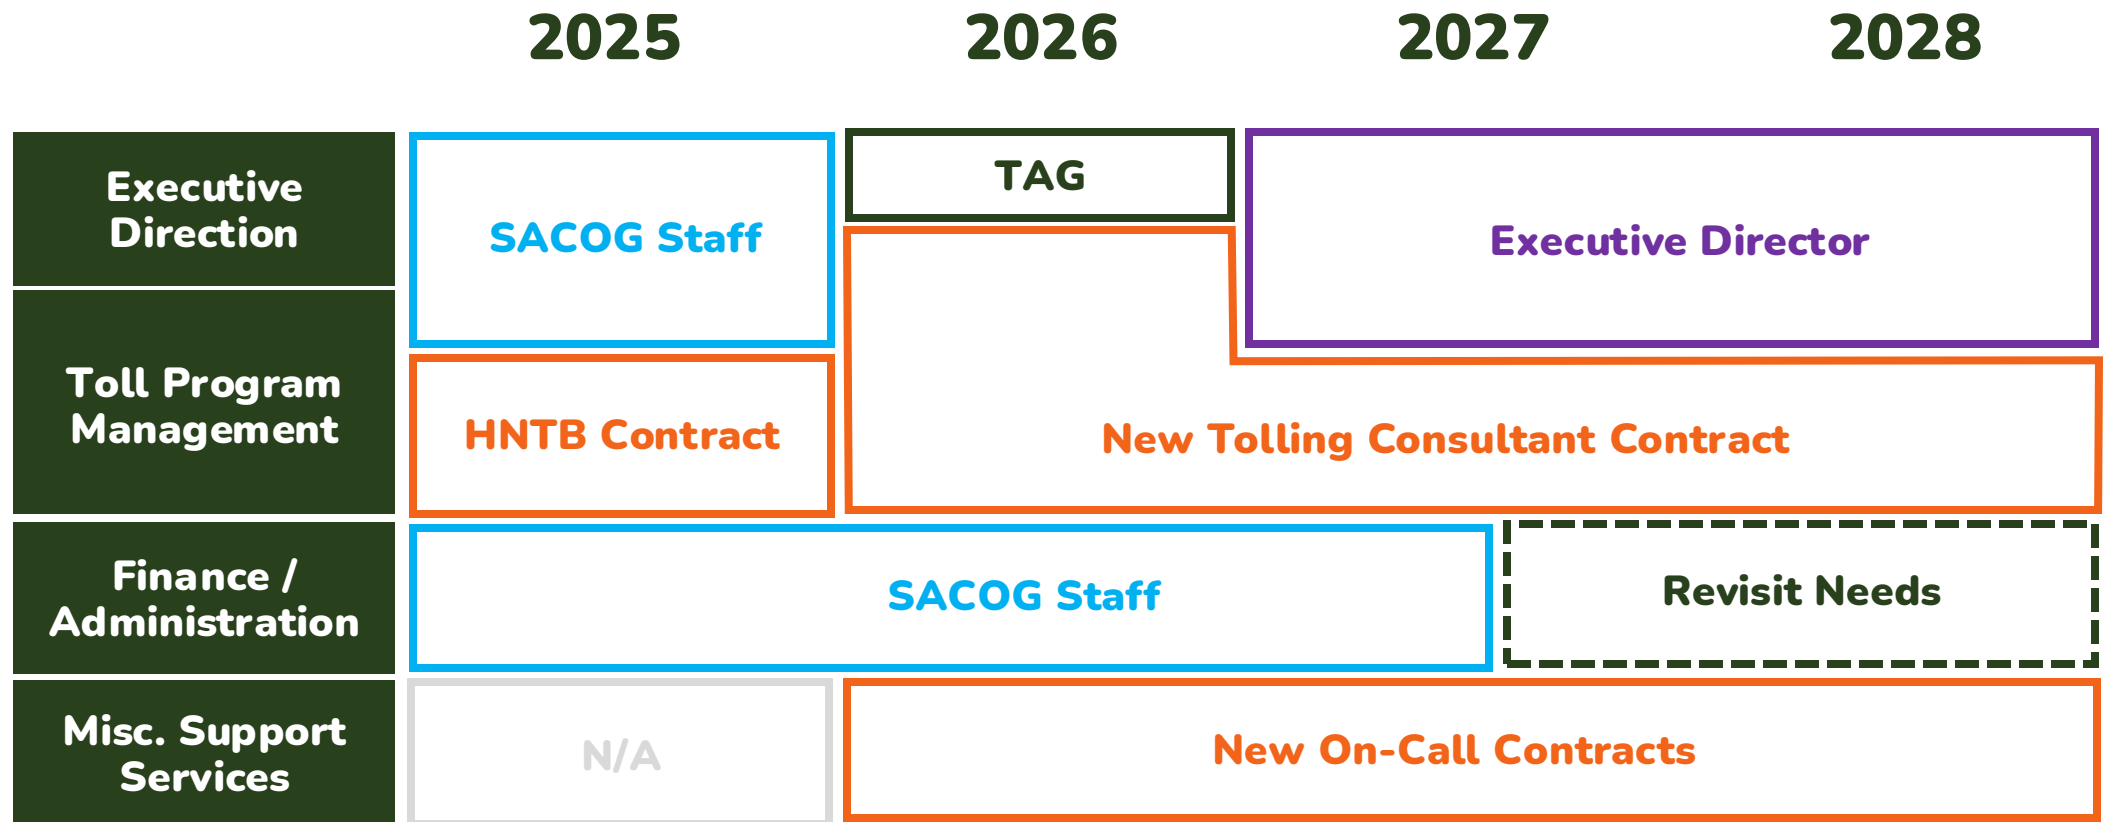 2025 2026 2027 2028
Executive
Direction
SACOG Staff
TAG
Executive Director
Toll Program
Management
HNTB Contract
New Tolling Consultant Contract
Finance /
Administration
SACOG Staff
Revisit Needs
Misc. Support
Services
N/A
New On-Call Contracts